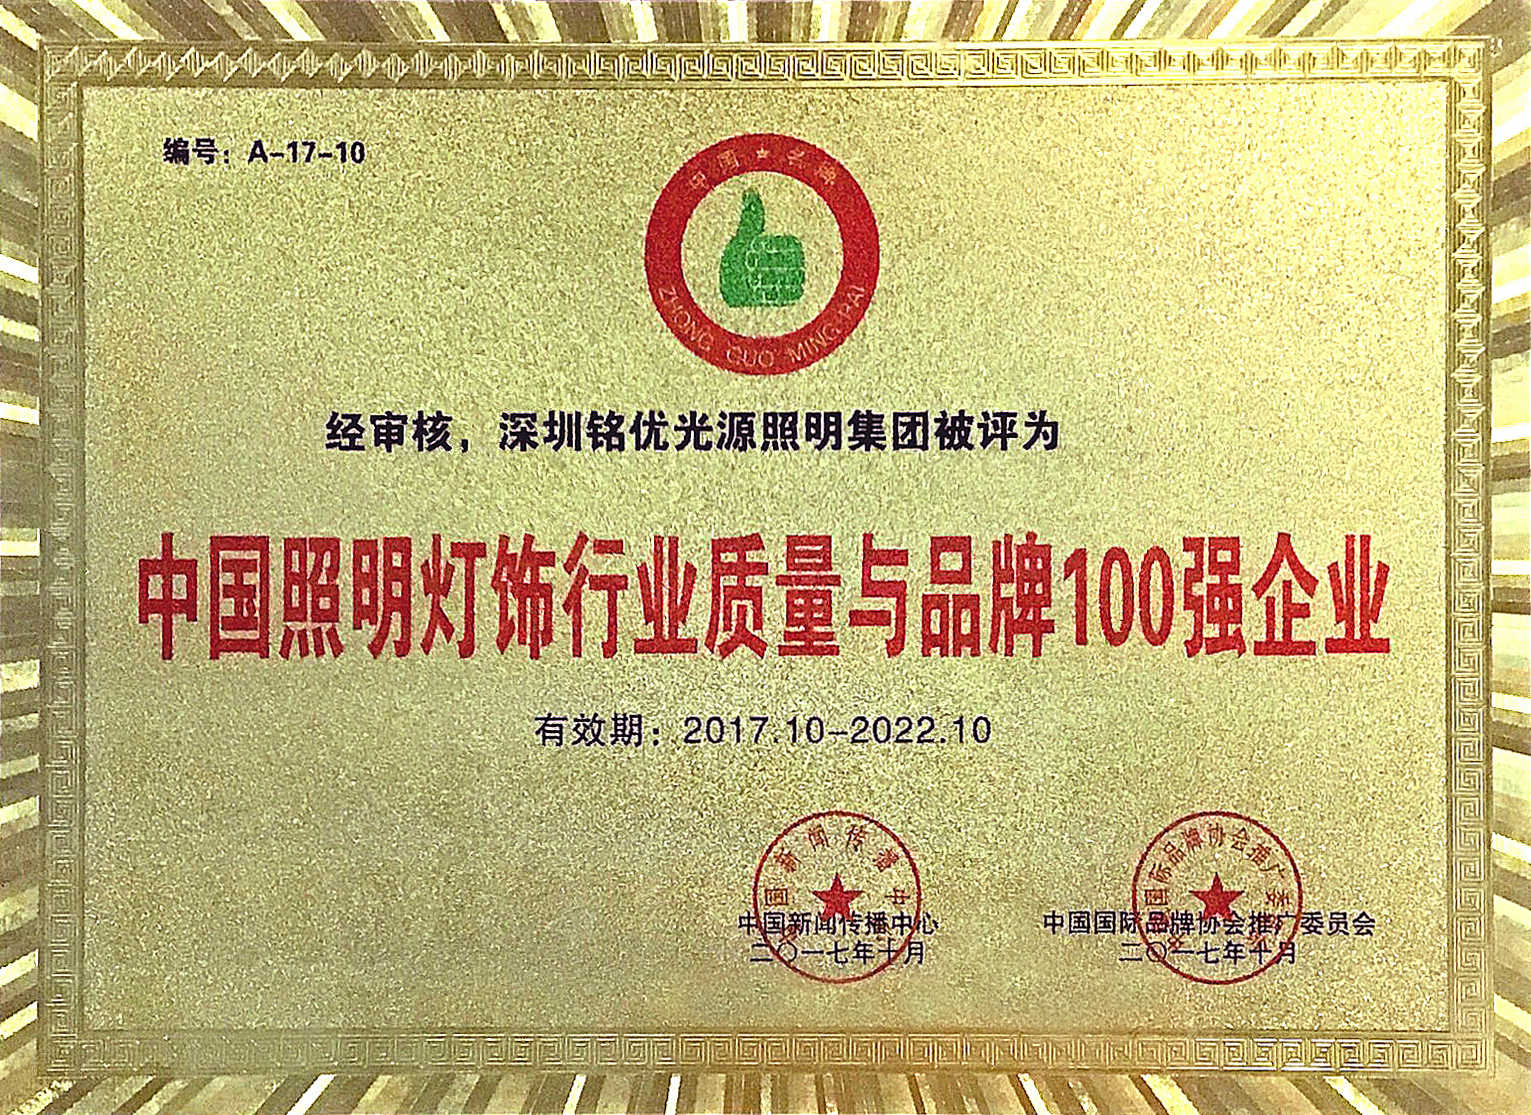 编号：A-17-10
中国★名牌
ZHONG GUO MING PAI
经审核，深圳铭优光源照明集团被评为
中国照明灯饰行业质量与品牌100强企业
有效期：2017.10-2022.10
中国新闻传播中心
二〇一七年十月
中国国际品牌协会推广委员会
二〇一七年十月